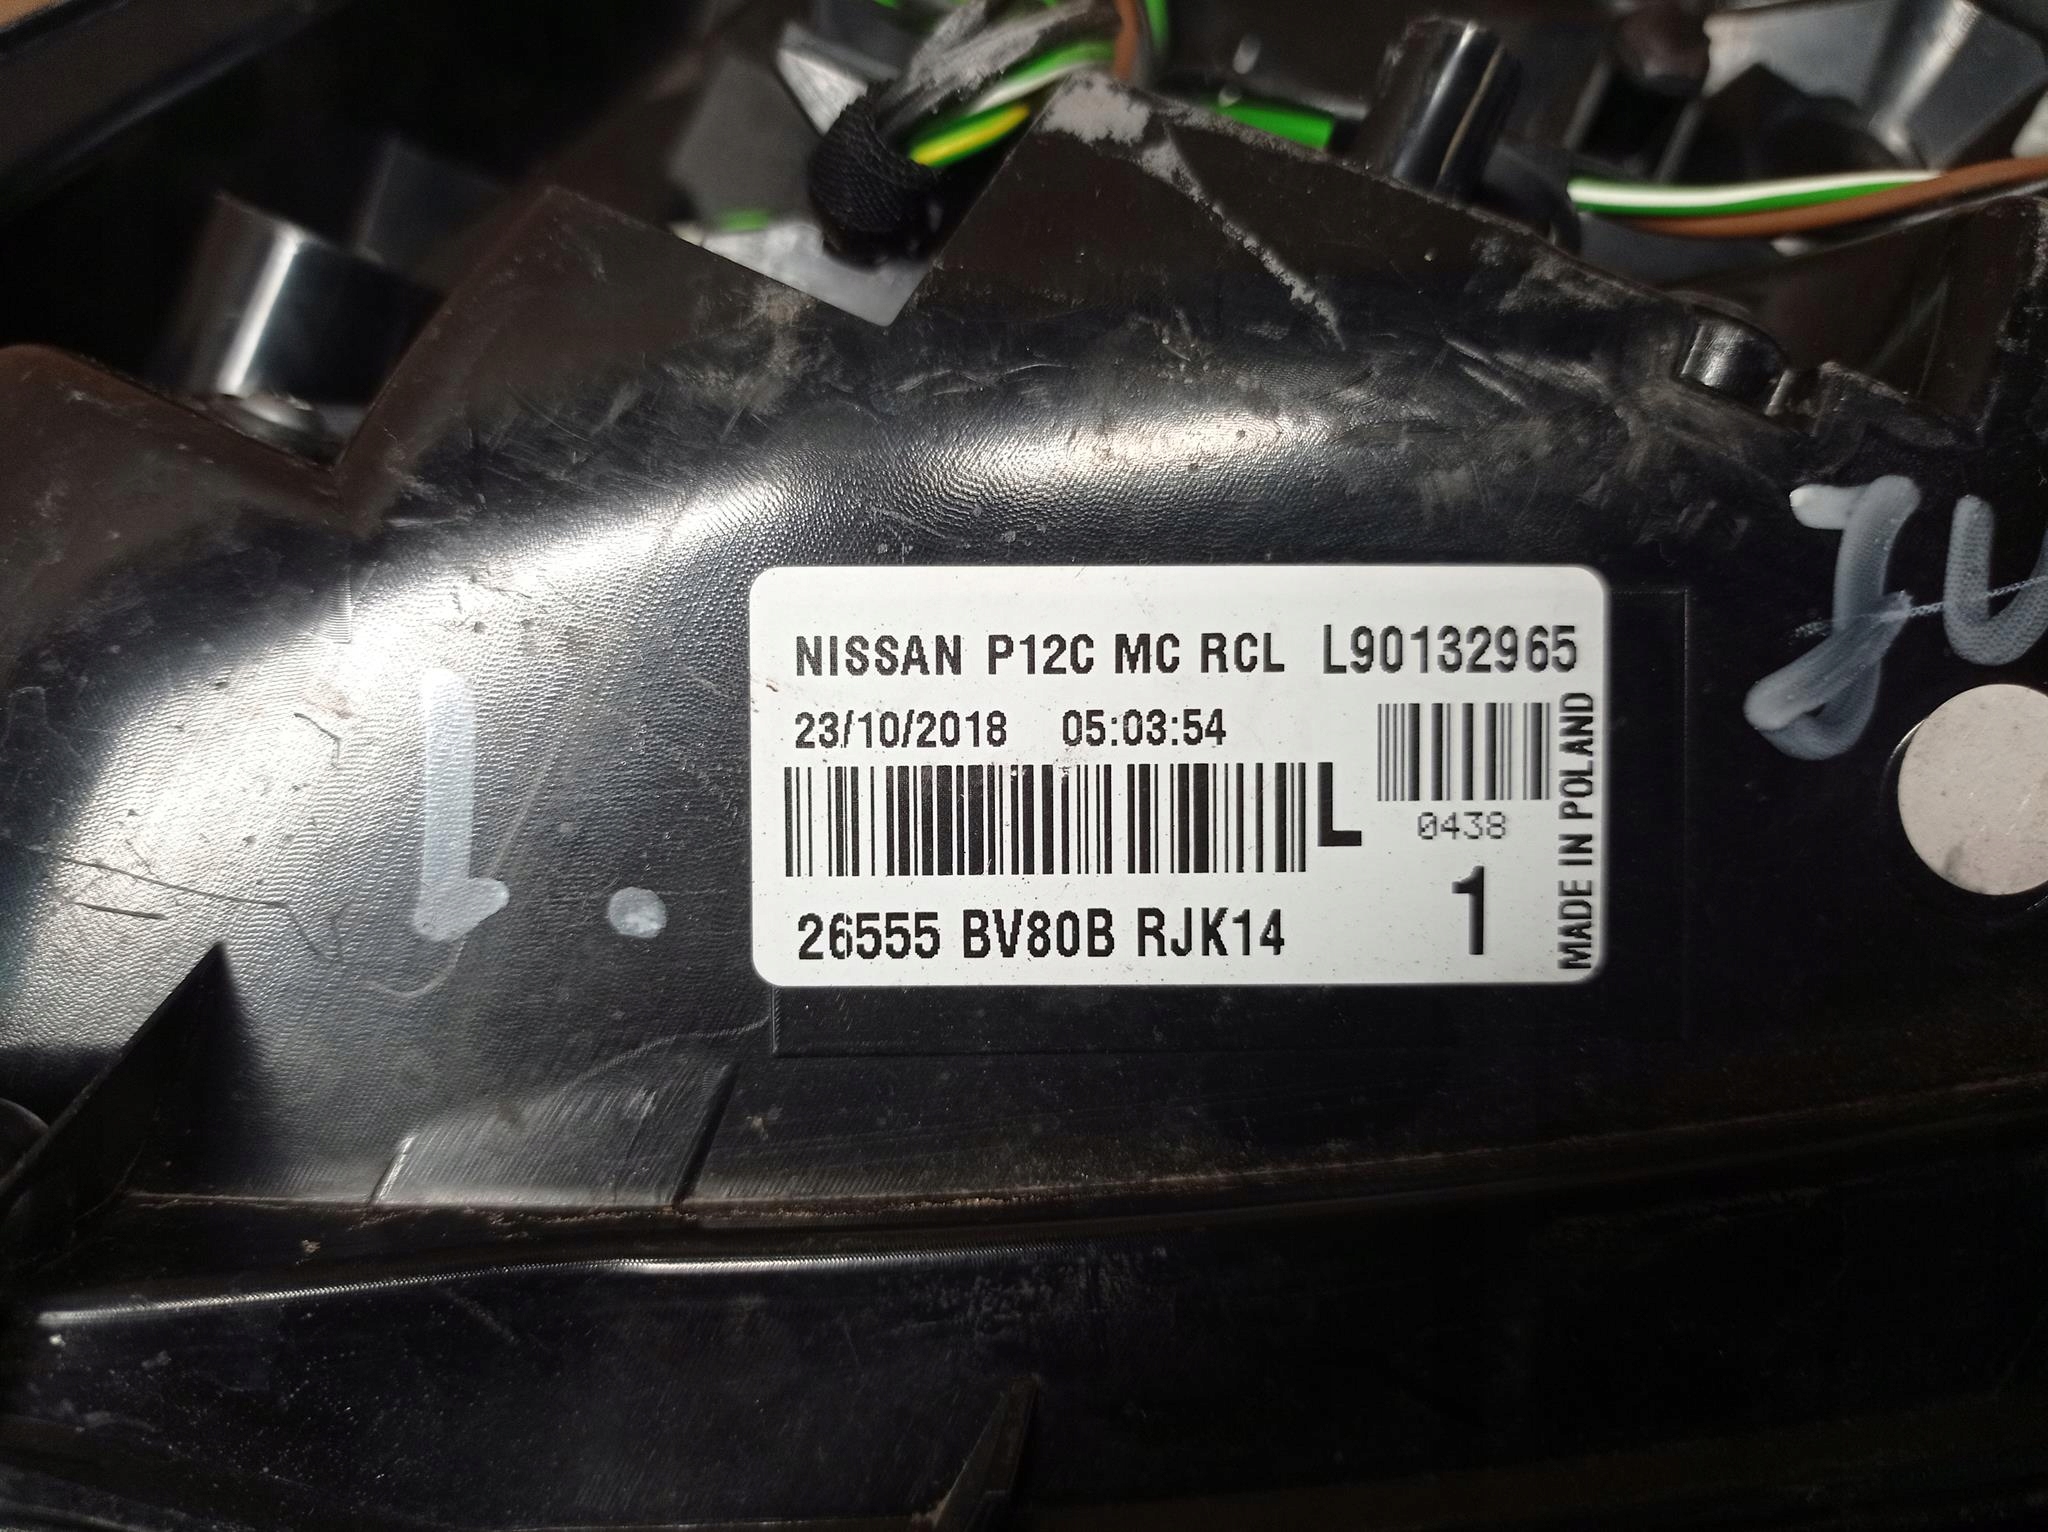 NISSAN P12C MC RCL L90132965
23/10/2018 05:03:54
L
0438
26555 BV80B RJK14
1
MADE IN POLAND